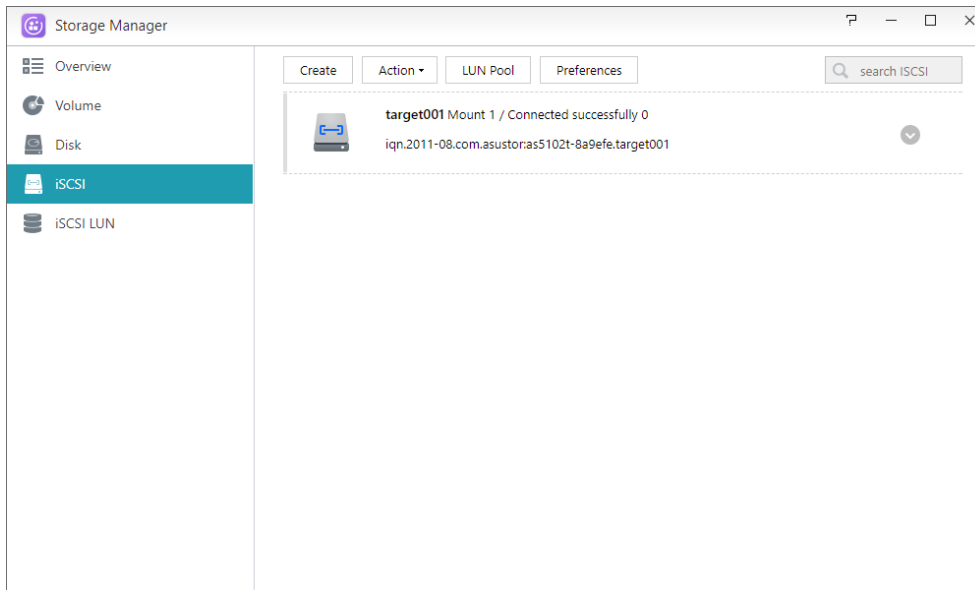 Storage Manager
Overview
Volume
Disk
iSCSI
iSCSI LUN
Create Action LUN Pool Preferences search ISCSI
target001 Mount 1 / Connected successfully 0
iqn.2011-08.com.asustor:as5102t-8a9efe.target001